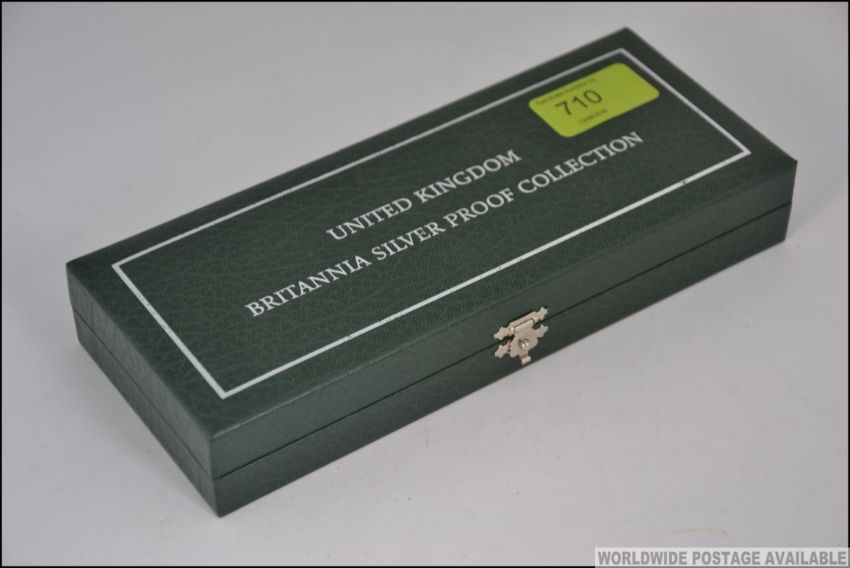 710
UNITED KINGDOM
BRITANNIA SILVER PROOF COLLECTION
WORLDWIDE POSTAGE AVAILABLE